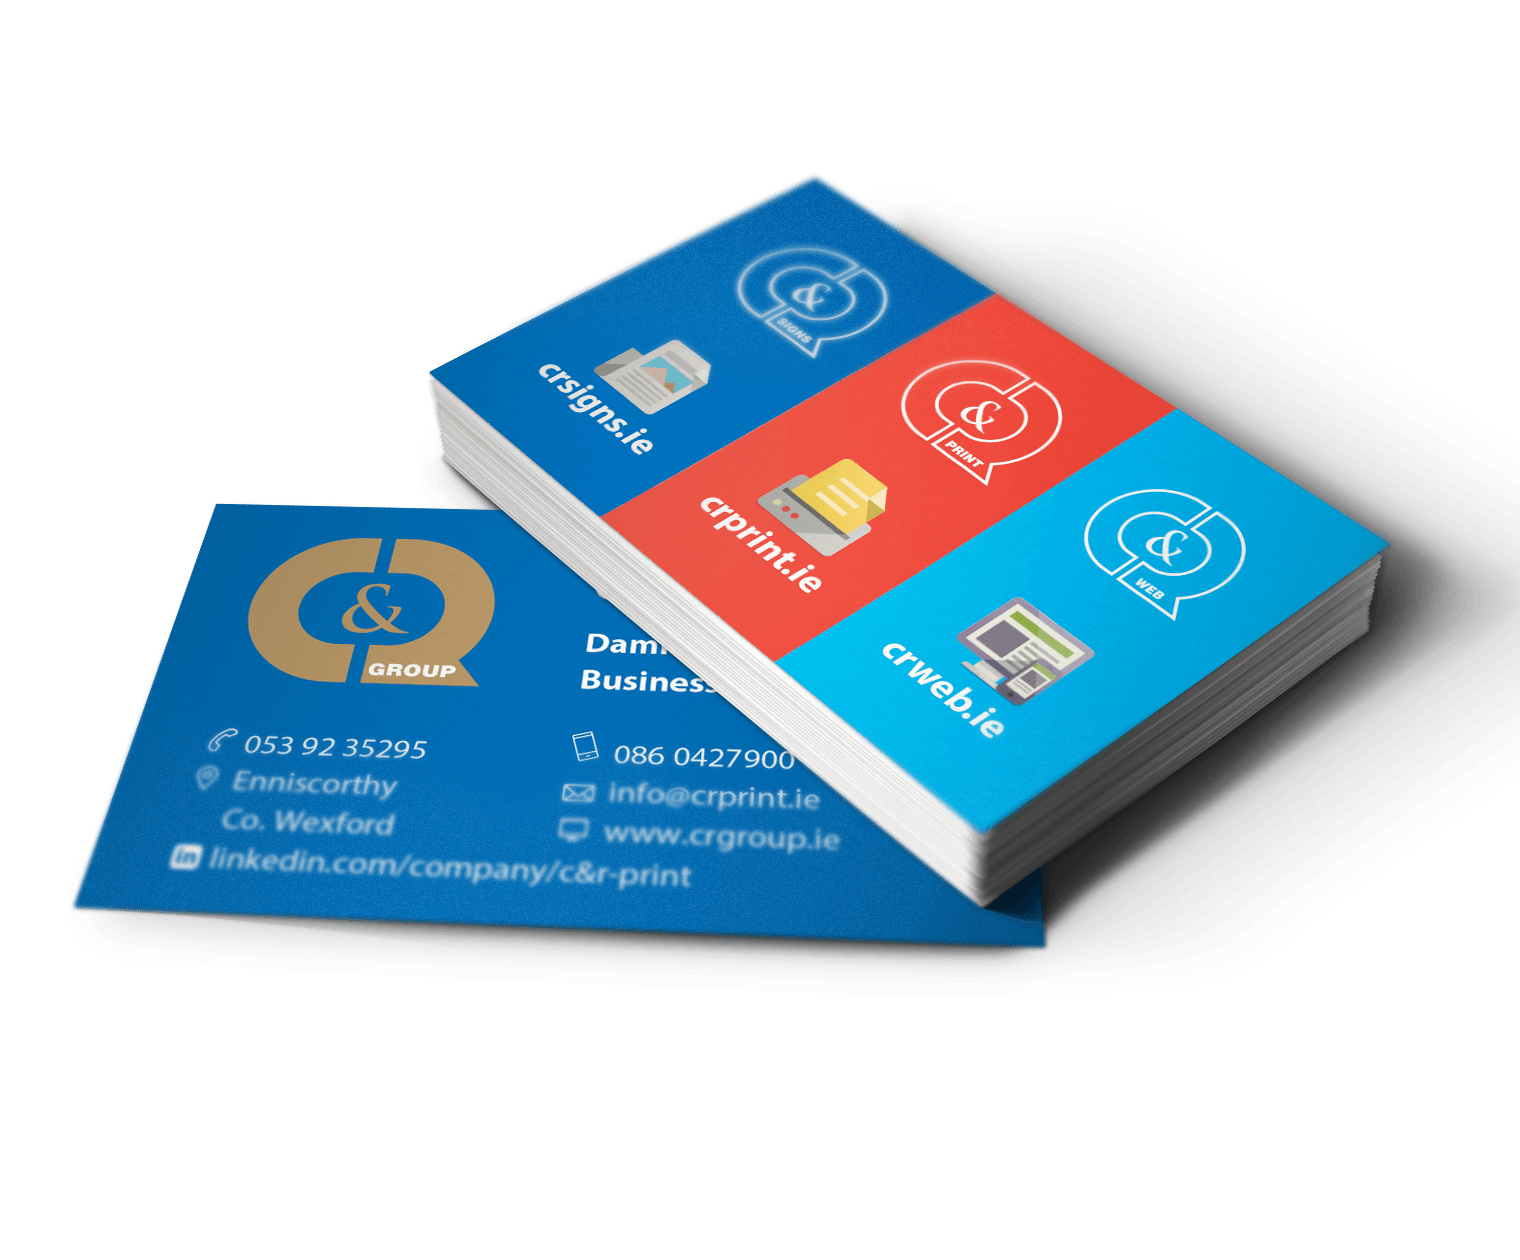 C&R
SIGNS
crsigns.ie
C&R
PRINT
crprint.ie
C&R
WEB
crweb.ie
C&R
GROUP
Business
053 92 35295
Enniscorthy
Co. Wexford
linkedin.com/company/c&r-print
086 0427900
info@crprint.ie
www.crgroup.ie